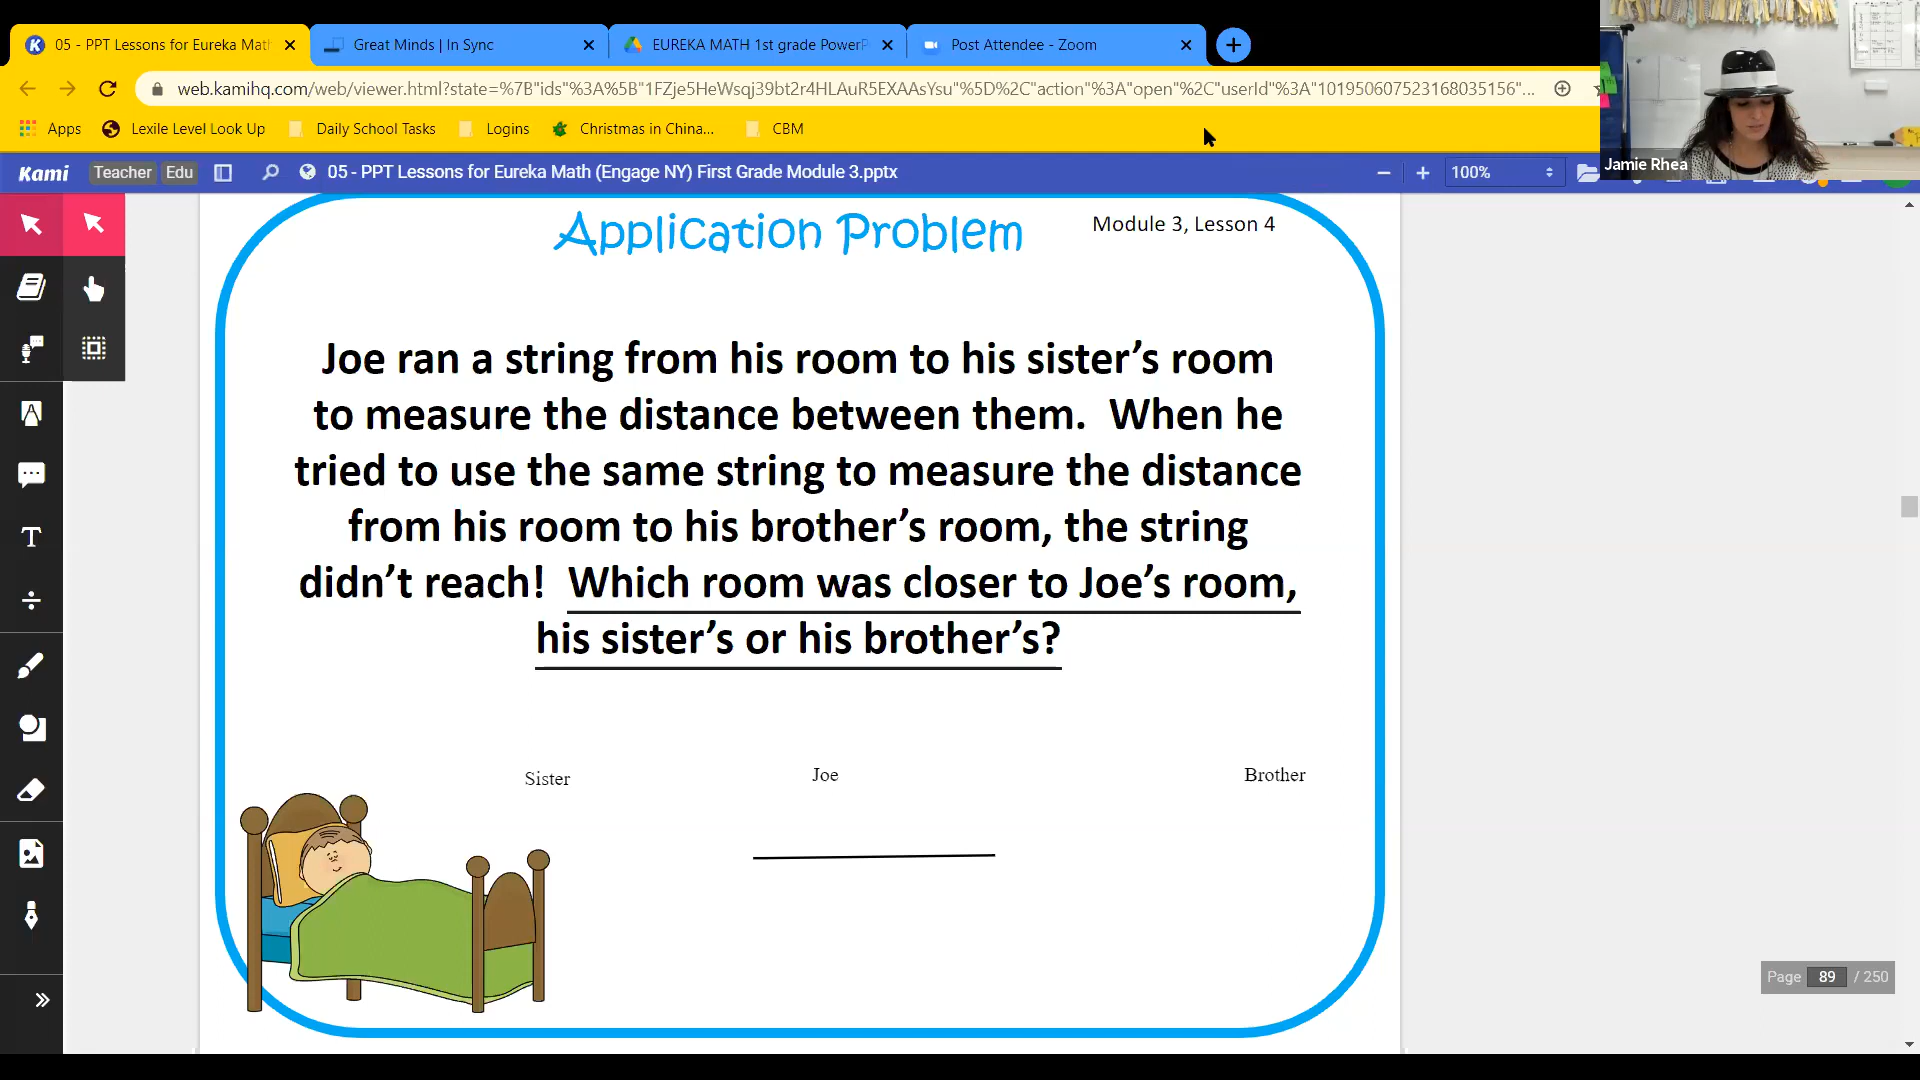 05 - PPT Lessons for Eureka Mat
Great Minds | In Sync
EUREKA MATH 1st grade PowerP
Post Attendee - Zoom
web.kamihq.com/web/viewer.html?state=%7B"ids"%3A%5B"1FZje5HeWsqj39bt2r4HLAuR5EXAAsYsu"%5D%2C"action"%3A"open"%2C"userId"%3A"101950607523168035156"...
Apps
Lexile Level Look Up
Daily School Tasks
Logins
Christmas in China...
CBM
Jamie Rhea
Kami
Teacher
Edu
05 - PPT Lessons for Eureka Math (Engage NY) First Grade Module 3.pptx
100%
Application Problem
Module 3, Lesson 4
Joe ran a string from his room to his sister's room
to measure the distance between them. When he
tried to use the same string to measure the distance
from his room to his brother's room, the string
didn't reach! Which room was closer to Joe's room,
his sister's or his brother's?
Sister
Joe
Brother
Page 89 / 250